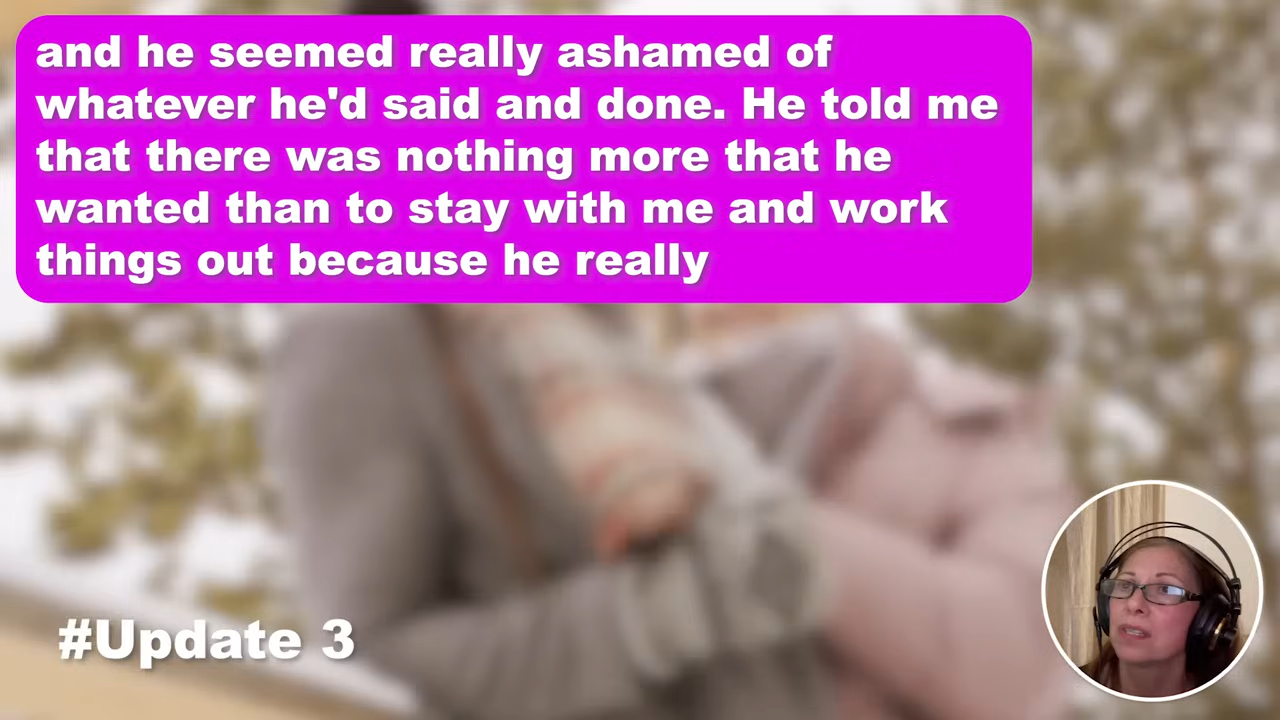 and he seemed really ashamed of
whatever he'd said and done. He told me
that there was nothing more that he
wanted than to stay with me and work
things out because he really
#Update 3